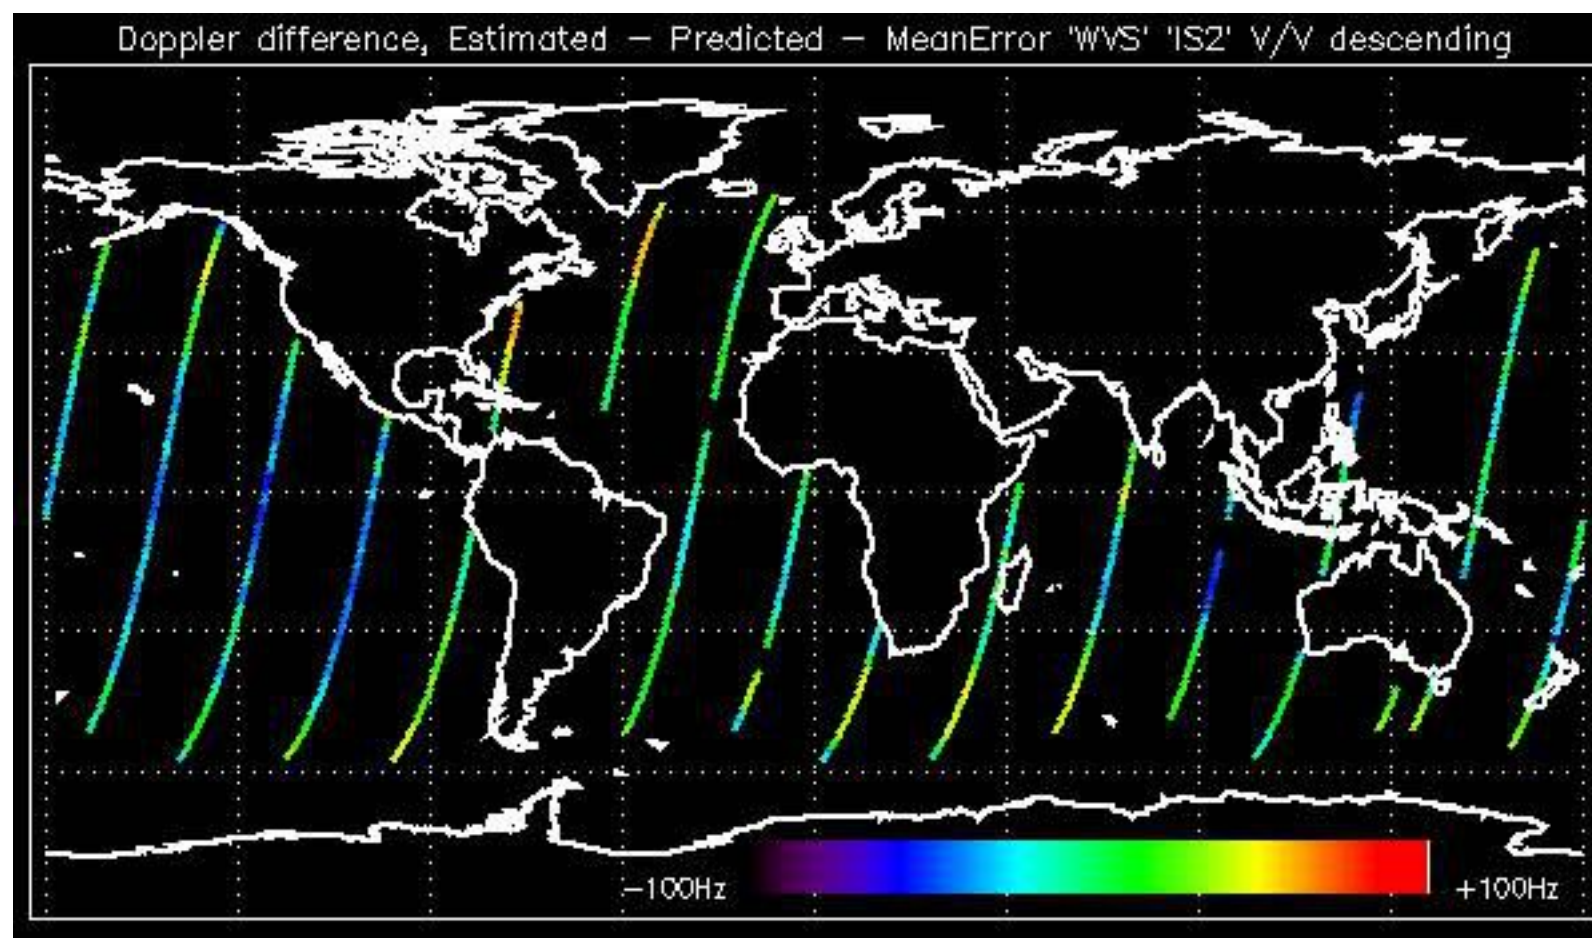 Doppler difference, Estimated – Predicted – MeanError 'WVS' 'IS2' V/V descending
–100Hz +100Hz